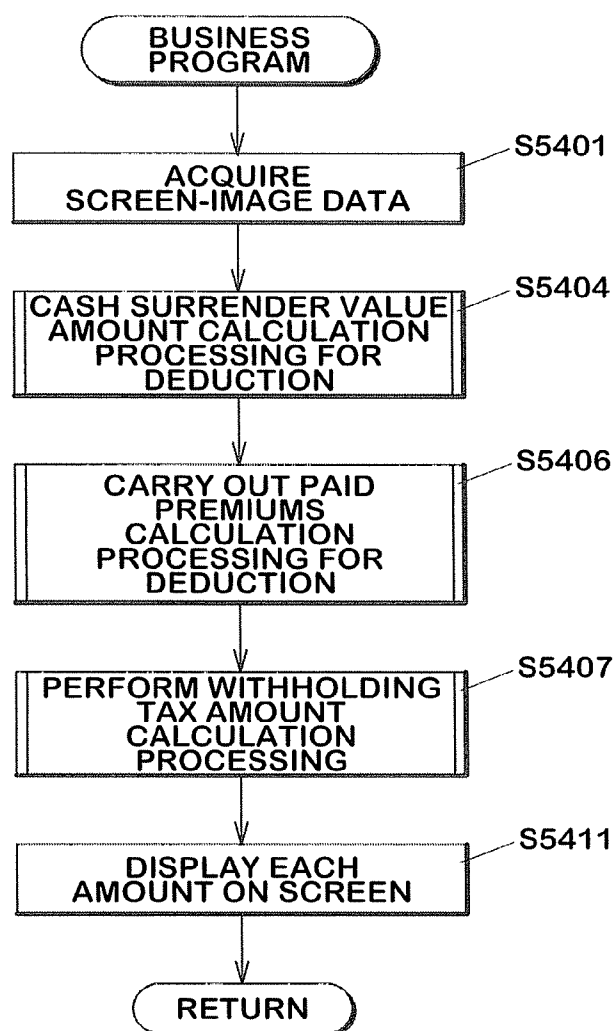 BUSINESS
PROGRAM
S5401
ACQUIRE
SCREEN-IMAGE DATA
S5404
CASH SURRENDER VALUE
AMOUNT CALCULATION
PROCESSING FOR
DEDUCTION
S5406
CARRY OUT PAID
PREMIUMS
CALCULATION
PROCESSING FOR
DEDUCTION
S5407
PERFORM WITHHOLDING
TAX AMOUNT
CALCULATION
PROCESSING
S5411
DISPLAY EACH
AMOUNT ON SCREEN
RETURN